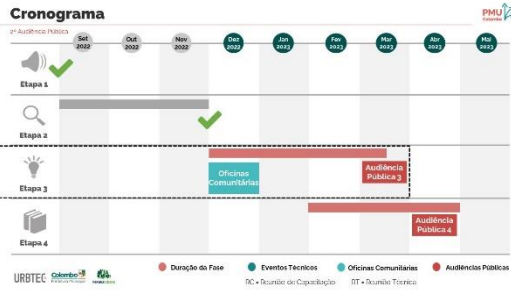 Cronograma
2ª Audiência Pública
PMU
Colombo
Set
2022
Out
2022
Nov
2022
Dez
2022
Jan
2023
Fev
2023
Mar
2023
Abr
2023
Mai
2023
Etapa 1
Etapa 2
Etapa 3
Oficinas
Comunitárias
Audiência
Pública 3
Etapa 4
Audiência
Pública 4
Duração da Fase
Eventos Técnicos
Oficinas Comunitárias
Audiências Públicas
RC • Reunião de Capacitação
RT • Reunião Técnica
URBTEC
Colombo